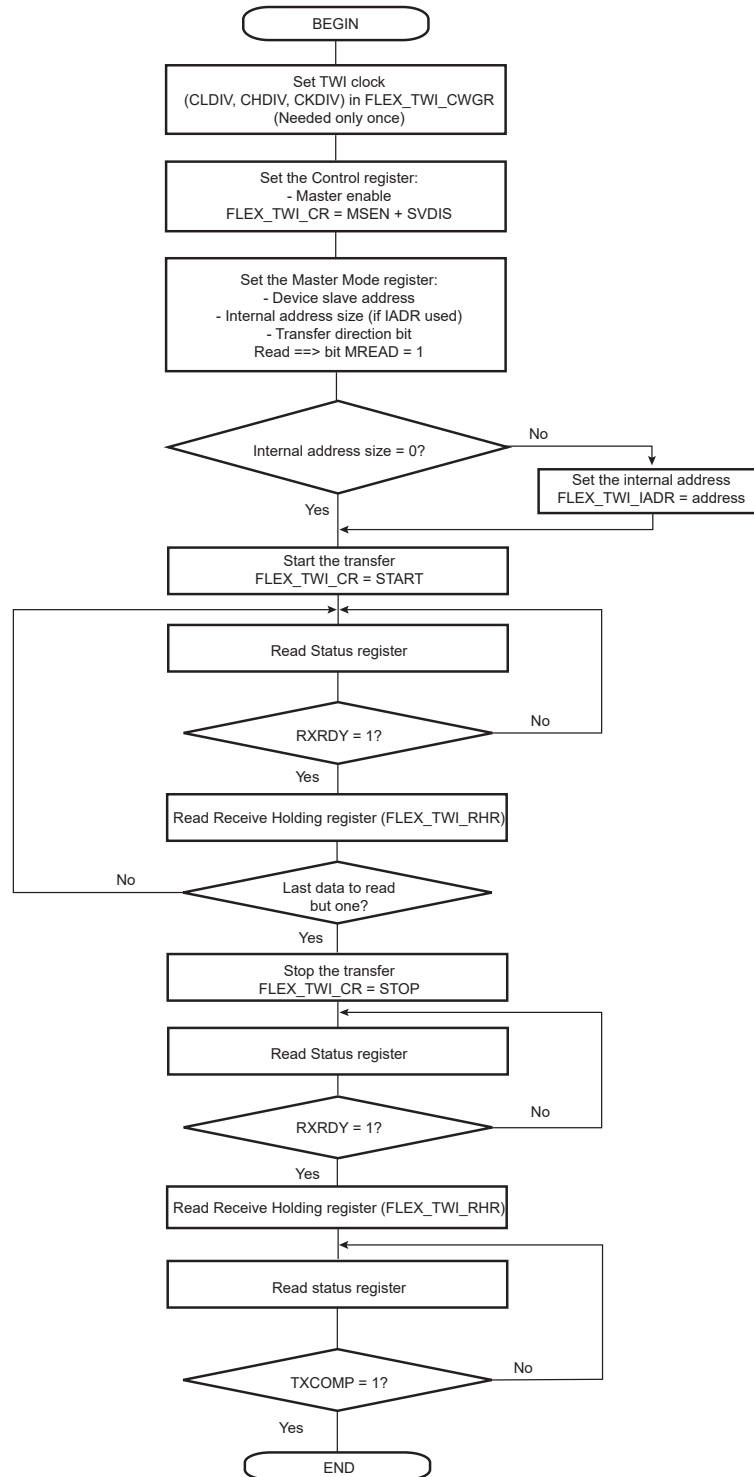 BEGIN
Set TWI clock
(CLDIV, CHDIV, CKDIV) in FLEX_TWI_CWGR
(Needed only once)
Set the Control register:
- Master enable
FLEX_TWI_CR = MSEN + SVDIS
Set the Master Mode register:
- Device slave address
- Internal address size (if IADR used)
- Transfer direction bit
Read ==> bit MREAD = 1
Internal address size = 0?
No
Set the internal address
FLEX_TWI_IADR = address
Yes
Start the transfer
FLEX_TWI_CR = START
Read Status register
RXRDY = 1?
No
Yes
Read Receive Holding register (FLEX_TWI_RHR)
Last data to read
but one?
No
Yes
Stop the transfer
FLEX_TWI_CR = STOP
Read Status register
RXRDY = 1?
No
Yes
Read Receive Holding register (FLEX_TWI_RHR)
Read status register
TXCOMP = 1?
No
Yes
END